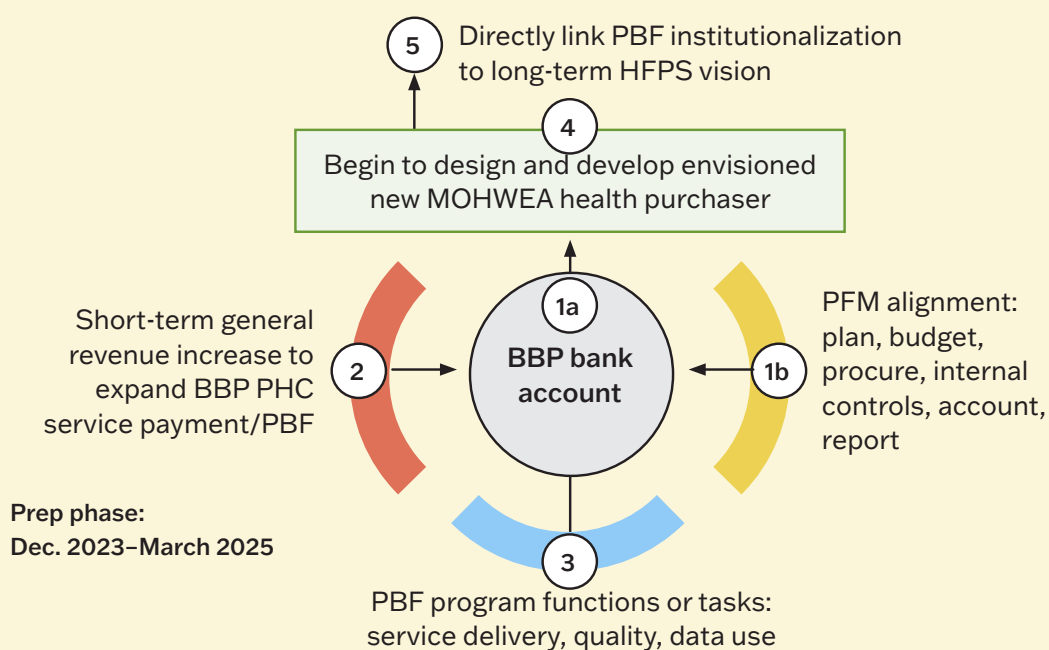 5
Directly link PBF institutionalization
to long-term HFPS vision
4
Begin to design and develop envisioned
new MOHWEA health purchaser
1a
BBP bank
account
Short-term general
revenue increase to
expand BBP PHC
service payment/PBF
2
1b
PFM alignment:
plan, budget,
procure, internal
controls, account,
report
Prep phase:
Dec. 2023–March 2025
3
PBF program functions or tasks:
service delivery, quality, data use